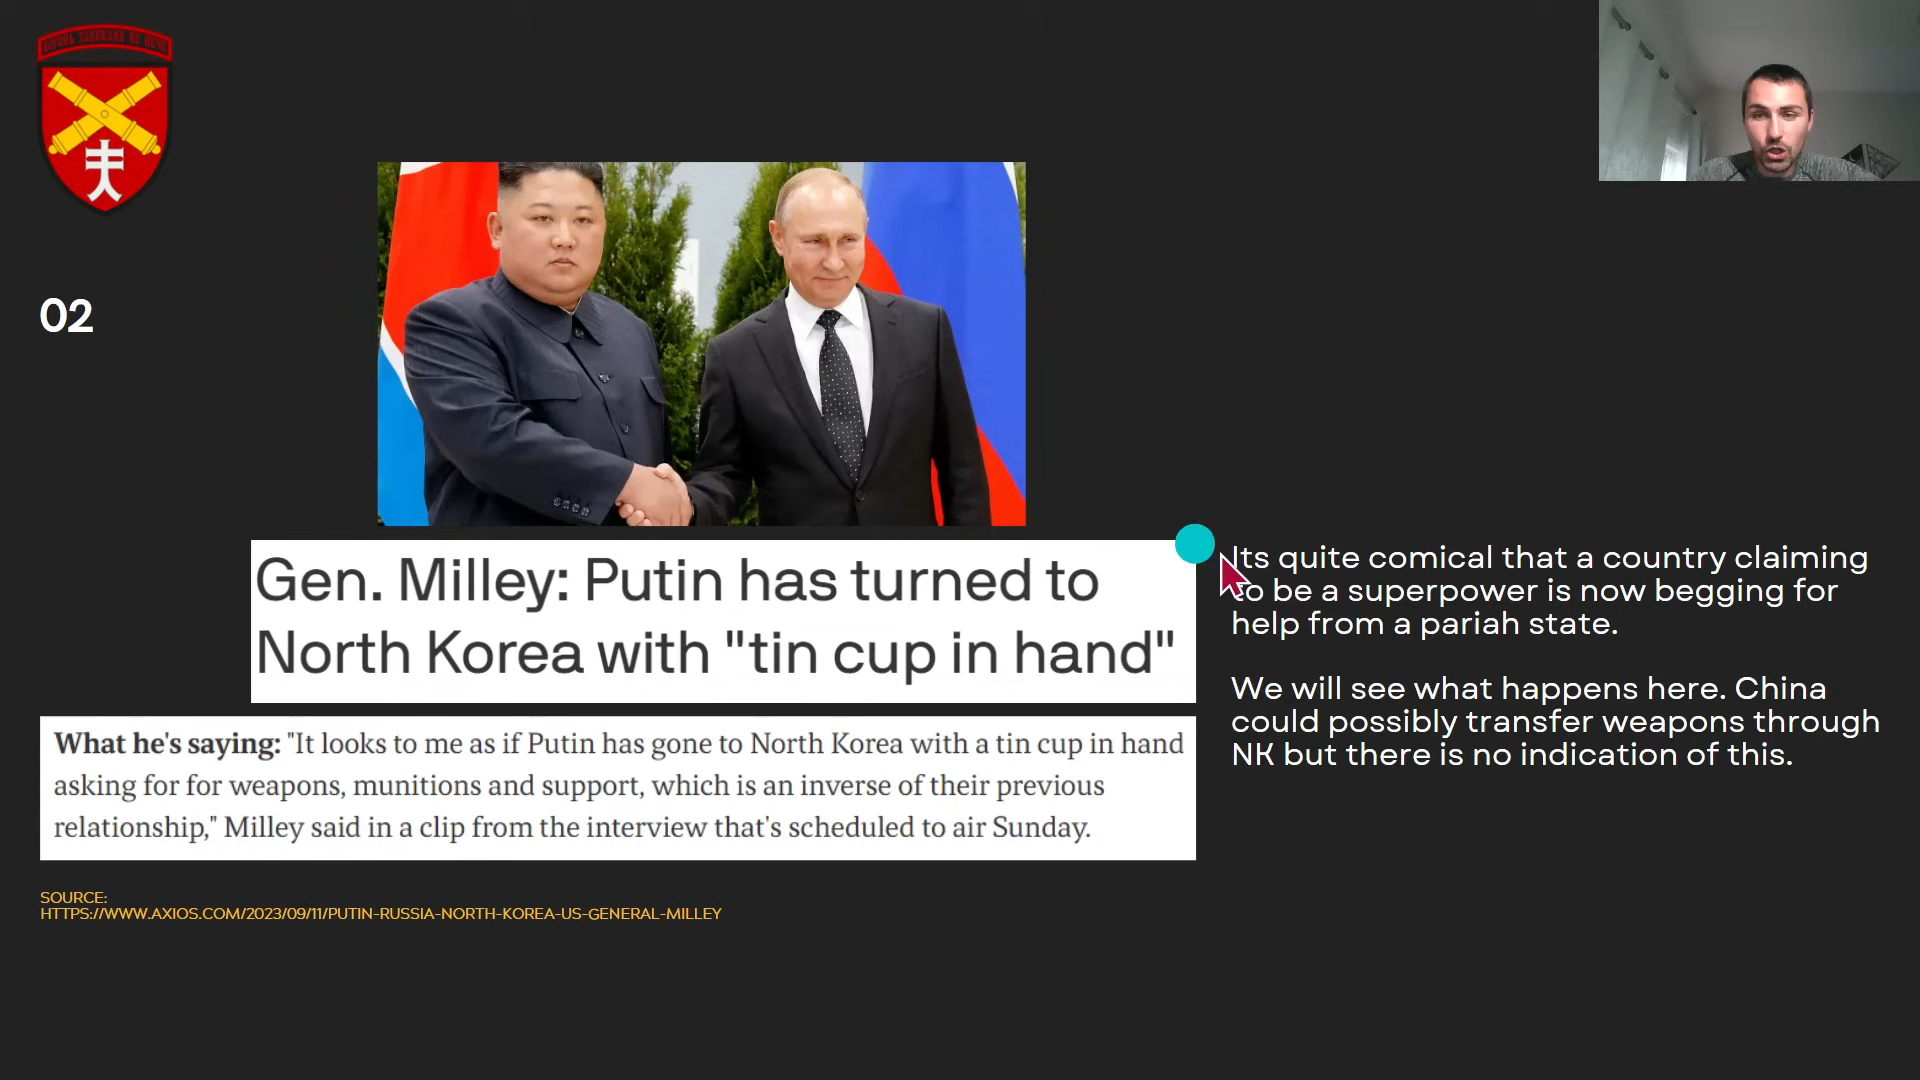 02
Gen. Milley: Putin has turned to
North Korea with "tin cup in hand"
What he's saying: "It looks to me as if Putin has gone to North Korea with a tin cup in hand
asking for for weapons, munitions and support, which is an inverse of their previous
relationship," Milley said in a clip from the interview that's scheduled to air Sunday.
SOURCE:
HTTPS://WWW.AXIOS.COM/2023/09/11/PUTIN-RUSSIA-NORTH-KOREA-US-GENERAL-MILLEY
Its quite comical that a country claiming
to be a superpower is now begging for
help from a pariah state.
We will see what happens here. China
could possibly transfer weapons through
NK but there is no indication of this.